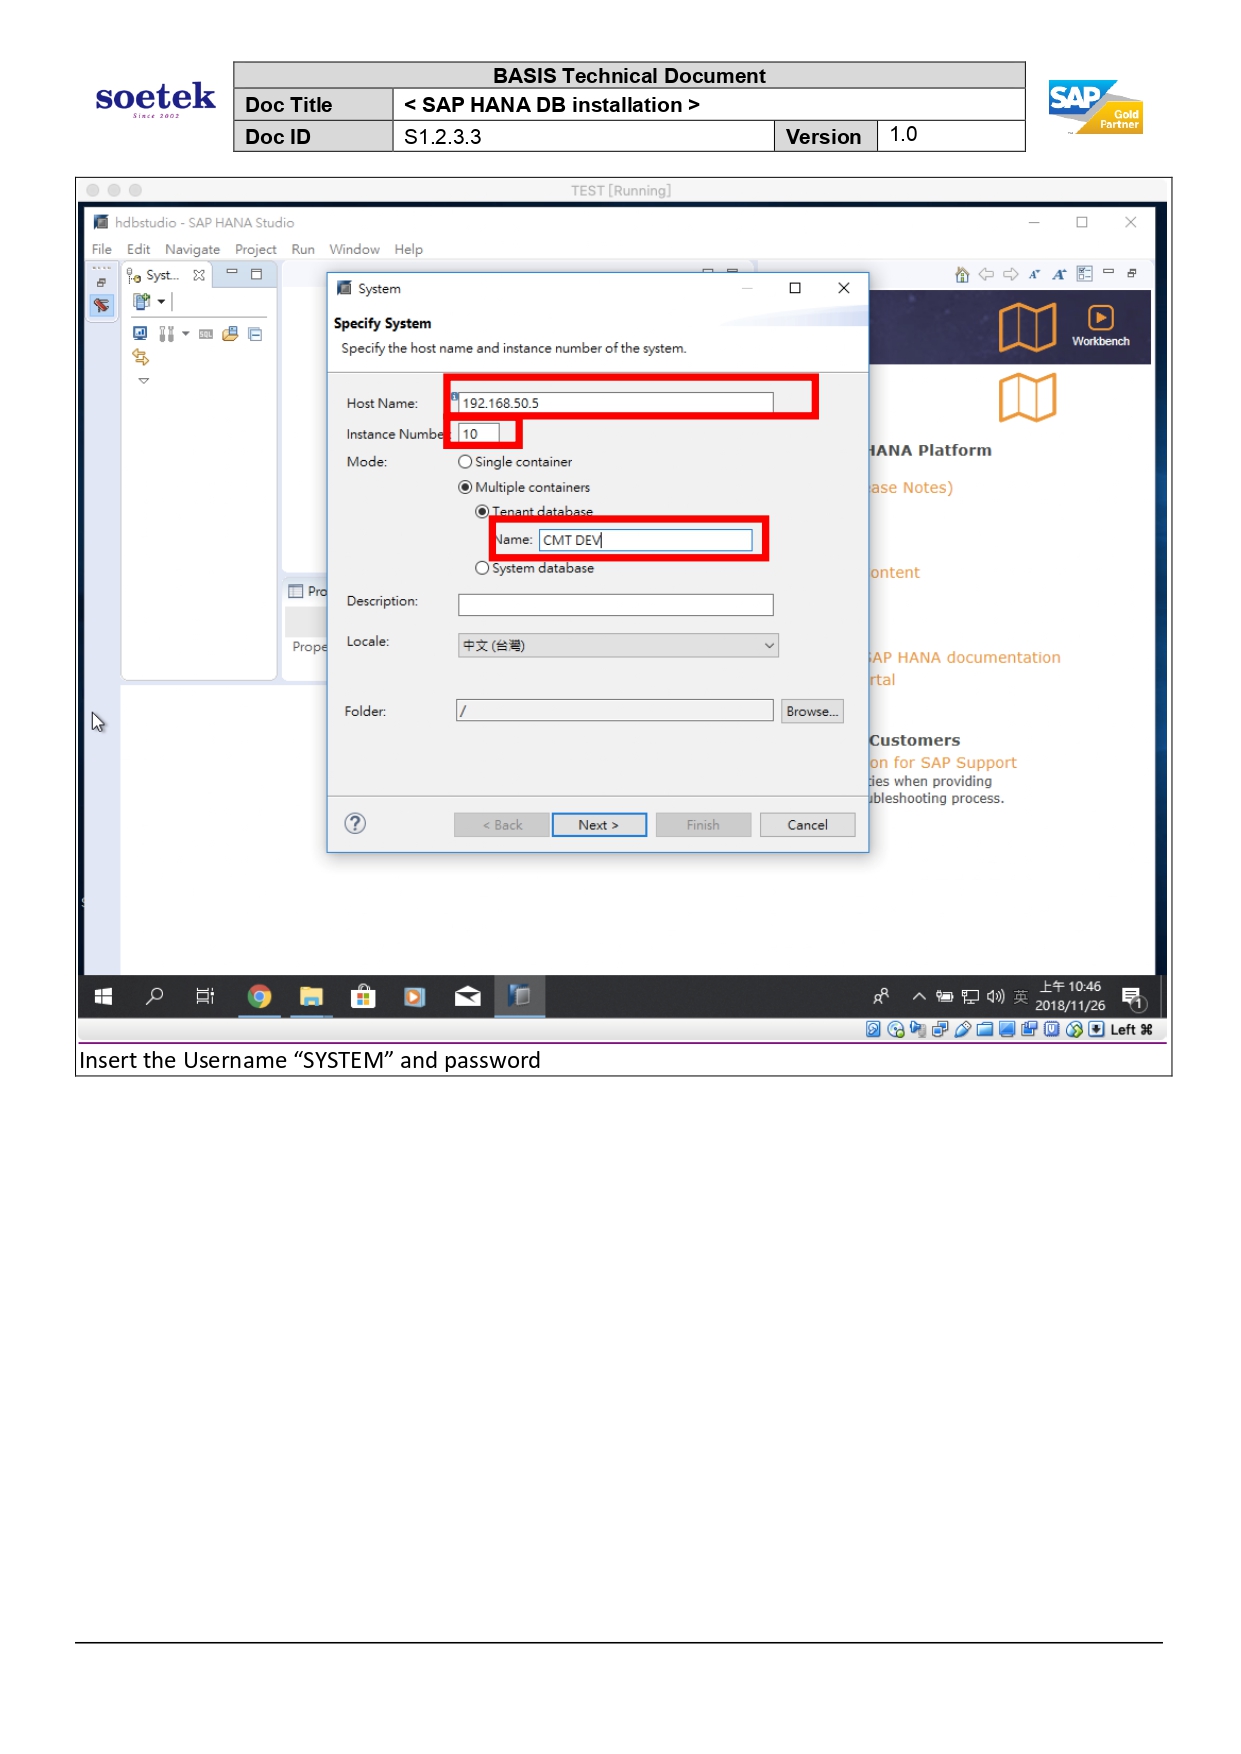 soetek
Since 2002
BASIS Technical Document
Doc Title < SAP HANA DB installation >
Doc ID S1.2.3.3 Version 1.0
SAP
Gold
Partner
TEST [Running]
hdbstudio - SAP HANA Studio
File Edit Navigate Project Run Window Help
Syst...
System
Specify System
Specify the host name and instance number of the system.
Workbench
Host Name: 192.168.50.5
Instance Numbe 10
Mode: Single container
Multiple containers
Tenant database
Name: CMT DEV
System database
Description:
Locale: 中文 (台灣)
Folder: / Browse...
< Back Next > Finish Cancel
Pro
Prope
HANA Platform
ase Notes)
ontent
SAP HANA documentation
rtal
Customers
on for SAP Support
ties when providing
ubleshooting process.
英
上午 10:46
2018/11/26
1
Left ⌘
Insert the Username “SYSTEM” and password